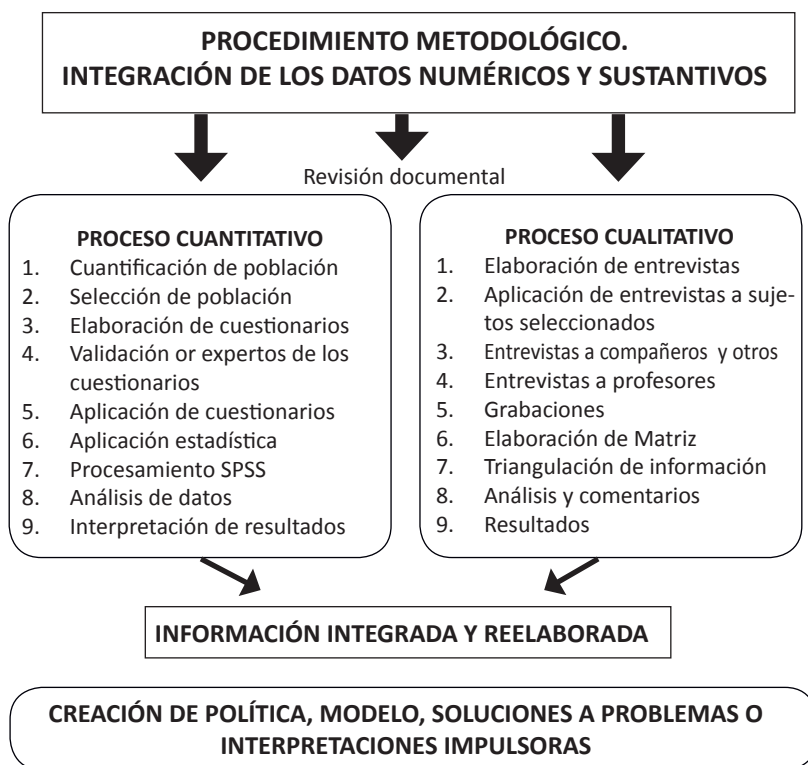 PROCEDIMIENTO METODOLÓGICO.
INTEGRACIÓN DE LOS DATOS NUMÉRICOS Y SUSTANTIVOS
Revisión documental
PROCESO CUANTITATIVO
1. Cuantificación de población
2. Selección de población
3. Elaboración de cuestionarios
4. Validación or expertos de los
cuestionarios
5. Aplicación de cuestionarios
6. Aplicación estadística
7. Procesamiento SPSS
8. Análisis de datos
9. Interpretación de resultados
PROCESO CUALITATIVO
1. Elaboración de entrevistas
2. Aplicación de entrevistas a suje-
tos seleccionados
3. Entrevistas a compañeros y otros
4. Entrevistas a profesores
5. Grabaciones
6. Elaboración de Matriz
7. Triangulación de información
8. Análisis y comentarios
9. Resultados
INFORMACIÓN INTEGRADA Y REELABORADA
CREACIÓN DE POLÍTICA, MODELO, SOLUCIONES A PROBLEMAS O
INTERPRETACIONES IMPULSORAS